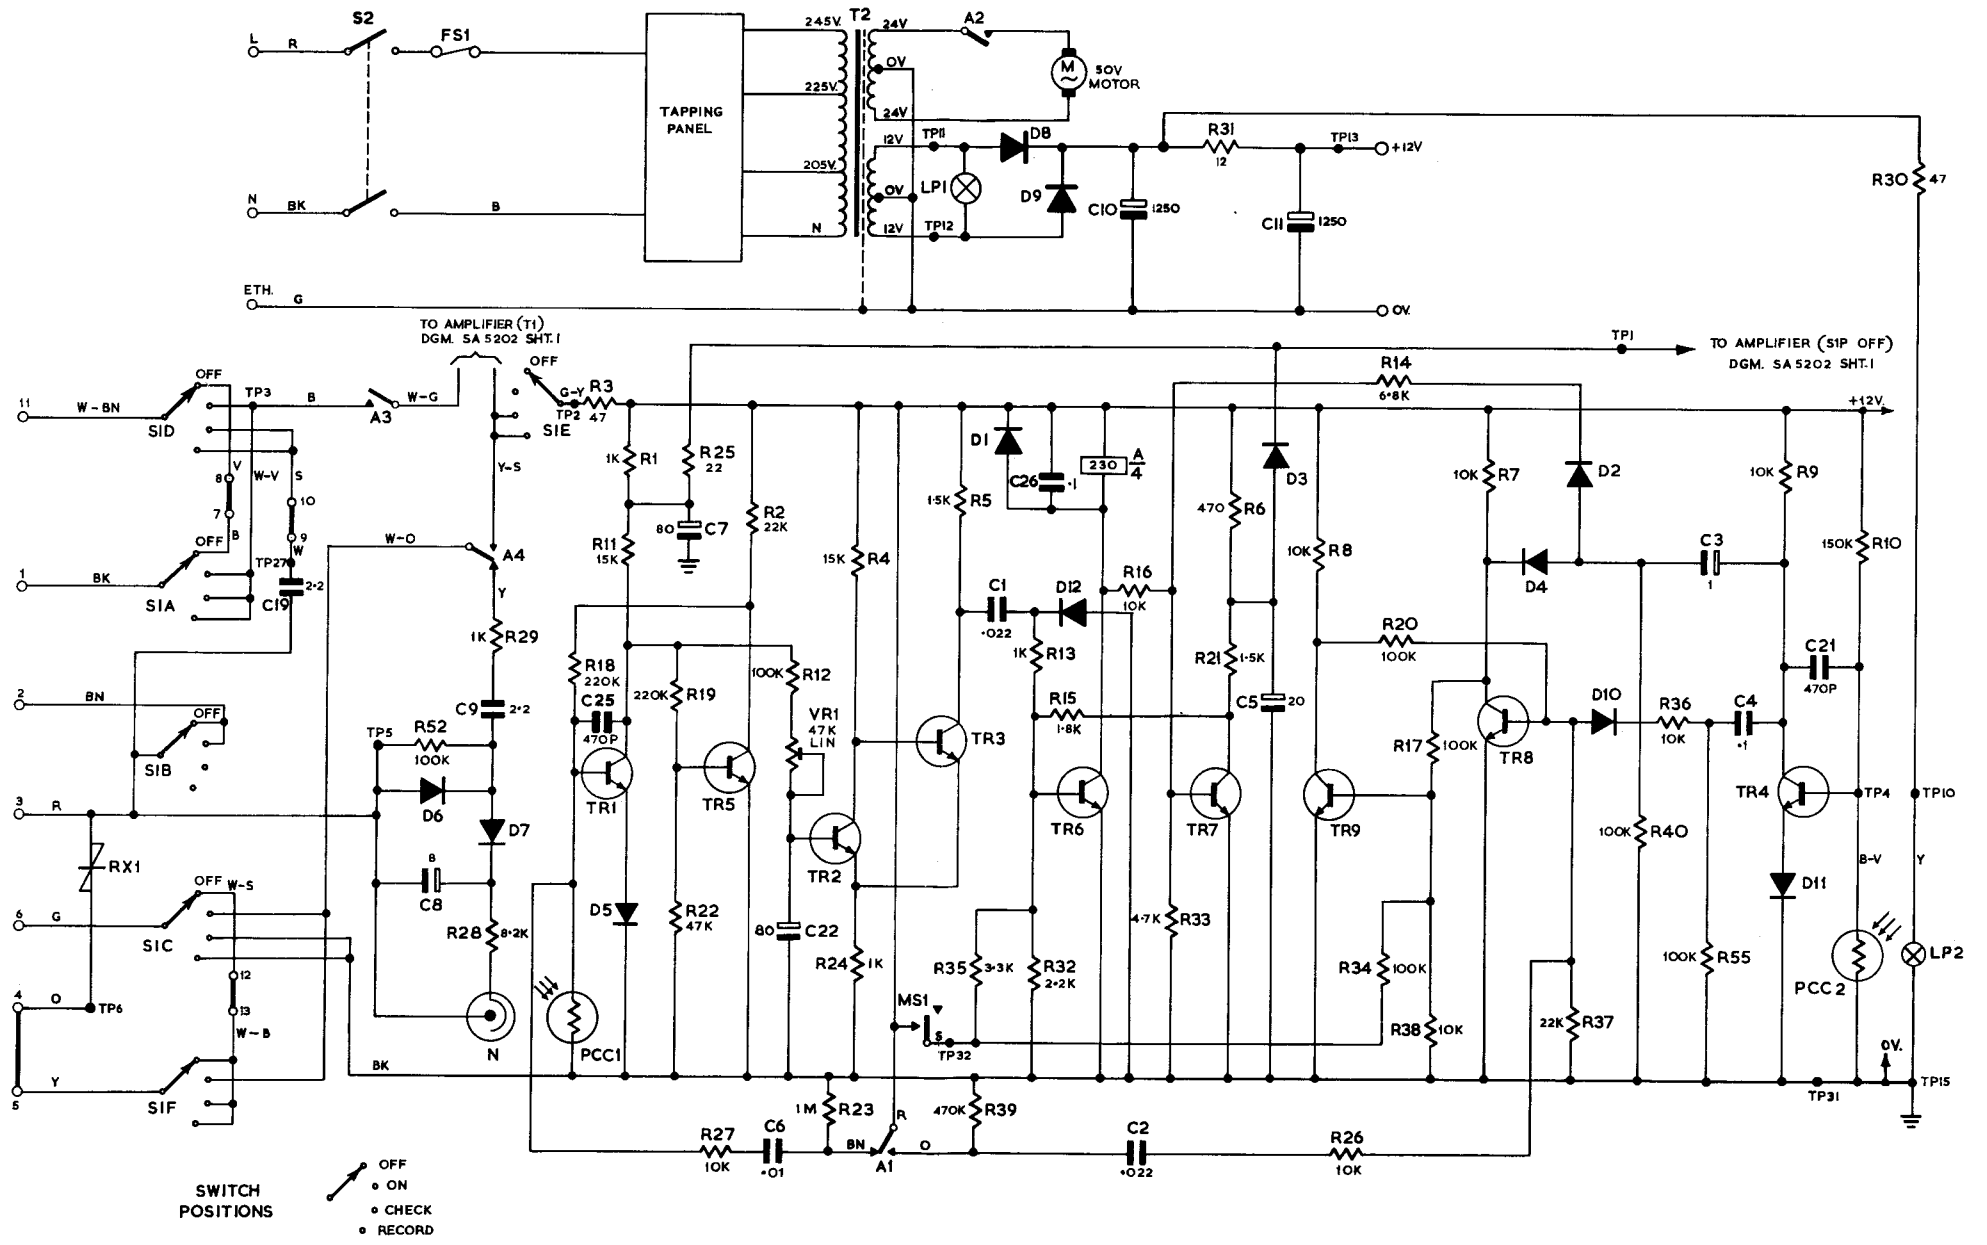 S2
L
R
FS1
245V.
T2
24V
A2
0V
M
50V
MOTOR
TAPPING
PANEL
225V.
24V
12V
TP11
D8
R31
12
TP13
+12V
205V.
0V
LP1
D9
C10
1250
C11
1250
R30
47
N
BK
B
N
12V
TP12
ETH.
G
0V.
TO AMPLIFIER (T1)
DGM. SA 5202 SHT. 1
TP1
TO AMPLIFIER (S1P OFF)
DGM. SA 5202 SHT. 1
OFF
OFF
R14
6·8K
11
W-BN
S1D
TP3
B
A3
W-G
G-Y
TP2
R3
47
S1E
+12V.
V
W-V
S
8
7
B
10
9
W
TP27
Y-S
1K
R1
R25
22
80
C7
R11
15K
R2
22K
15K
R4
1·5K
R5
D1
C26
·1
230
A
4
D3
470
R6
10K
R8
10K
R7
D2
10K
R9
150K
R10
OFF
1
BK
S1A
C19
2·2
W-O
A4
Y
1K
R29
C1
·022
D12
R16
10K
D4
C3
1
R18
220K
C25
470P
220K
R19
100K
R12
VR1
47K
LIN
1K
R13
R15
1·8K
R21
1·5K
C5
20
R20
100K
C21
470P
2
BN
OFF
S1B
C9
2·2
TP5
R52
100K
D6
D7
TR1
TR5
TR2
TR3
TR6
TR7
TR9
R17
100K
TR8
D10
R36
10K
C4
·1
TR4
TP4
TP10
3
R
RX1
8
C8
R28
8·2K
D5
R22
47K
80
C22
R24
1K
R35
3·3K
R32
2·2K
4·7K
R33
R34
100K
100K
R40
D11
B-V
Y
OFF
W-S
6
G
S1C
12
13
W-B
4
O
TP6
N
PCC1
MS1
S
TP32
R38
10K
22K
R37
100K
R55
PCC 2
LP2
0V.
5
Y
S1F
BK
1M
R23
R
470K
R39
TP31
TP15
R27
10K
C6
·01
BN
A1
O
C2
·022
R26
10K
SWITCH
POSITIONS
OFF
ON
CHECK
RECORD